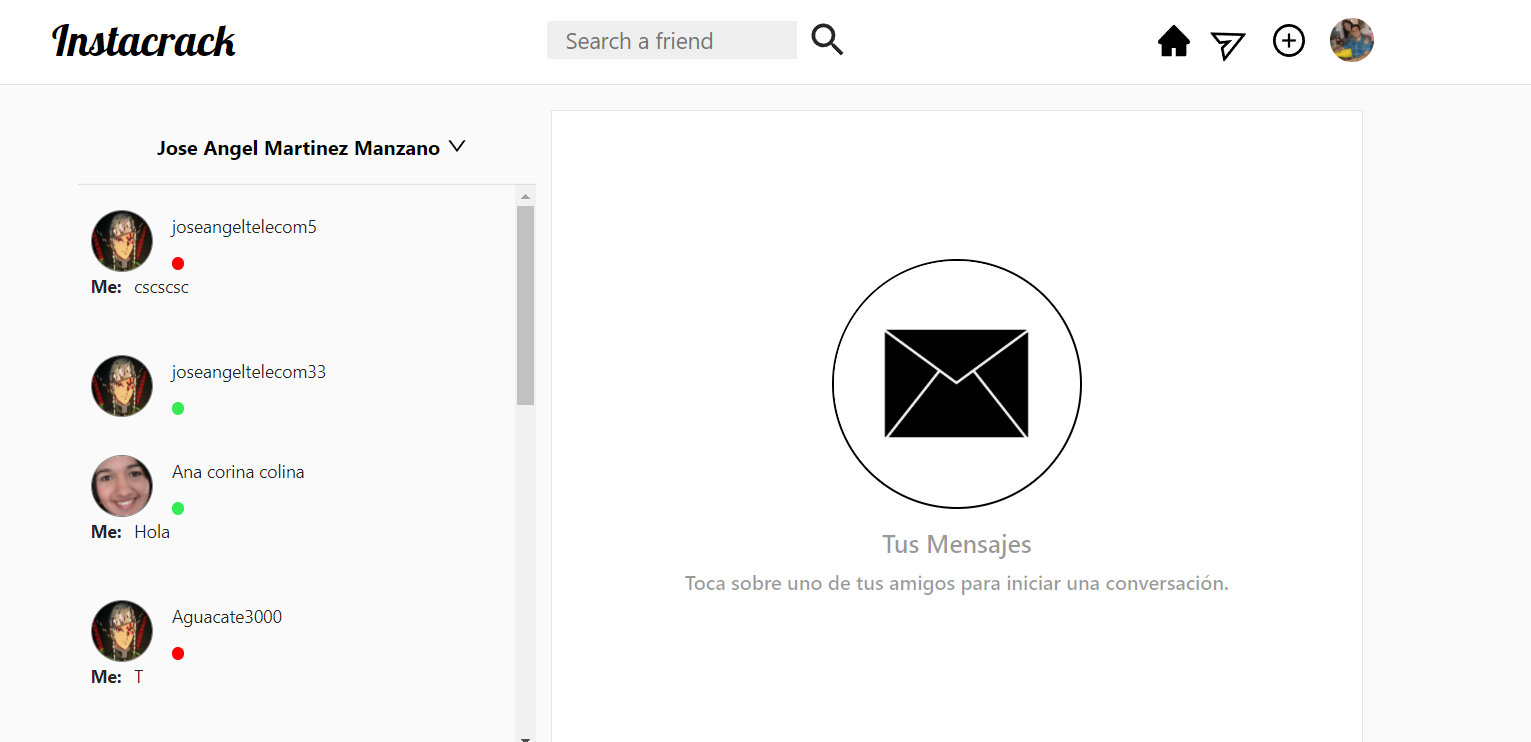 Instacrack
Search a friend
Jose Angel Martinez Manzano
joseangeltelecom5
Me: cscscsc
joseangeltelecom33
Ana corina colina
Me: Hola
Aguacate3000
Me: T
Tus Mensajes
Toca sobre uno de tus amigos para iniciar una conversación.